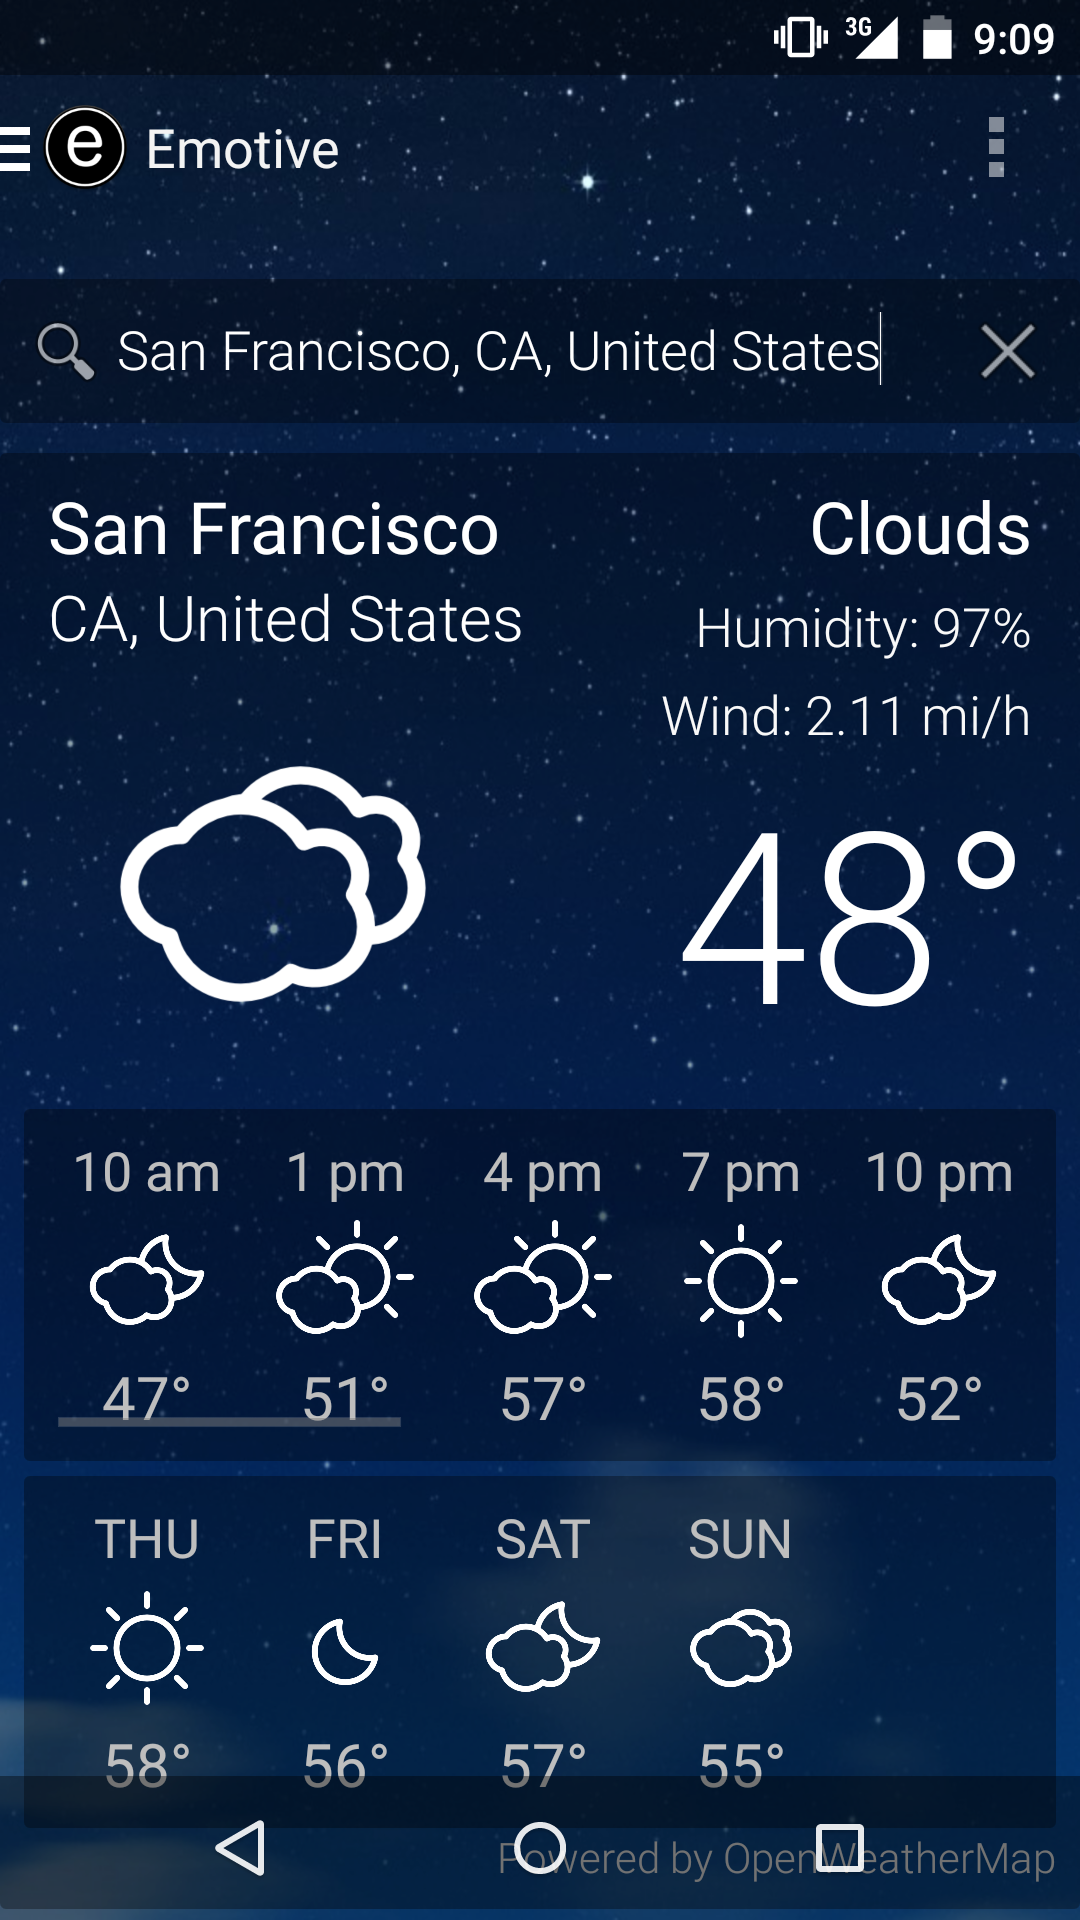 3G 9:09
e Emotive
San Francisco, CA, United States
San Francisco
Clouds
CA, United States
Humidity: 97%
Wind: 2.11 mi/h
48°
10 am 1 pm 4 pm 7 pm 10 pm
47° 51° 57° 58° 52°
THU FRI SAT SUN
58° 56° 57° 55°
Powered by OpenWeatherMap